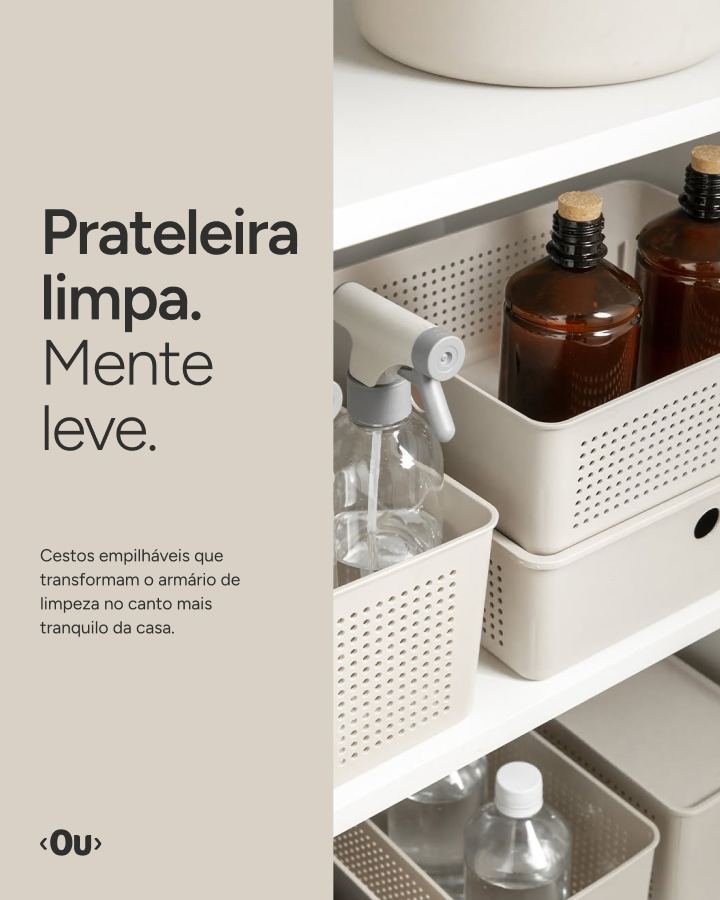 Prateleira
limpa.
Mente
leve.
Cestos empilháveis que
transformam o armário de
limpeza no canto mais
tranquilo da casa.
‹Ou›